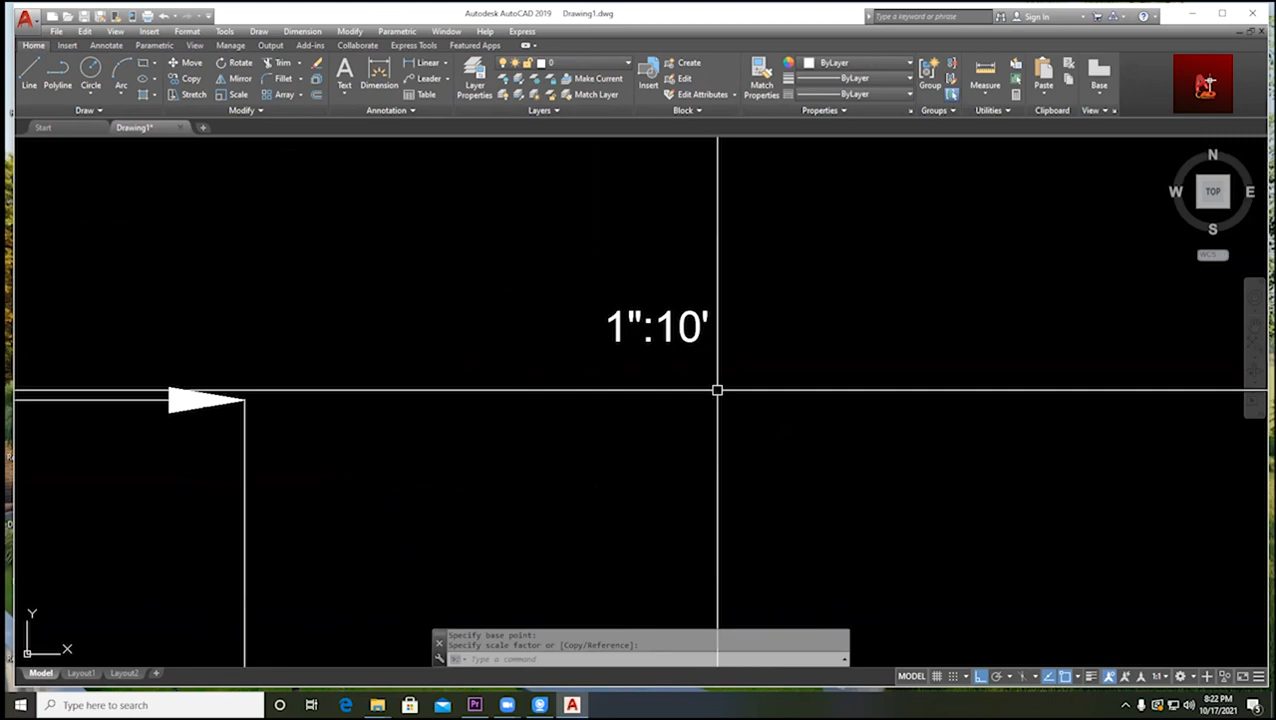 Autodesk AutoCAD 2019 Drawing1.dwg
Type a keyword or phrase
Sign In
File Edit View Insert Format Tools Draw Dimension Modify Parametric Window Help Express
Home Insert Annotate Parametric View Manage Output Add-ins Collaborate Express Tools Featured Apps
Line Polyline Circle Arc
Move Rotate Trim
Copy Mirror Fillet
Stretch Scale Array
Text Dimension
Linear
Leader
Table
Layer Properties
0
Make Current
Match Layer
Insert
Create
Edit
Edit Attributes
Match Properties
ByLayer
ByLayer
ByLayer
Group
Measure
Paste
Base
Draw Modify Annotation Layers Block Properties Groups Utilities Clipboard View
Start Drawing1*
N
W TOP E
S
WCS
1":10'
Y
X
Specify base point:
Specify scale factor or [Copy/Reference]:
Type a command
Model Layout1 Layout2
MODEL
1:1
Type here to search
Pr
A
8:22 PM
10/17/2021